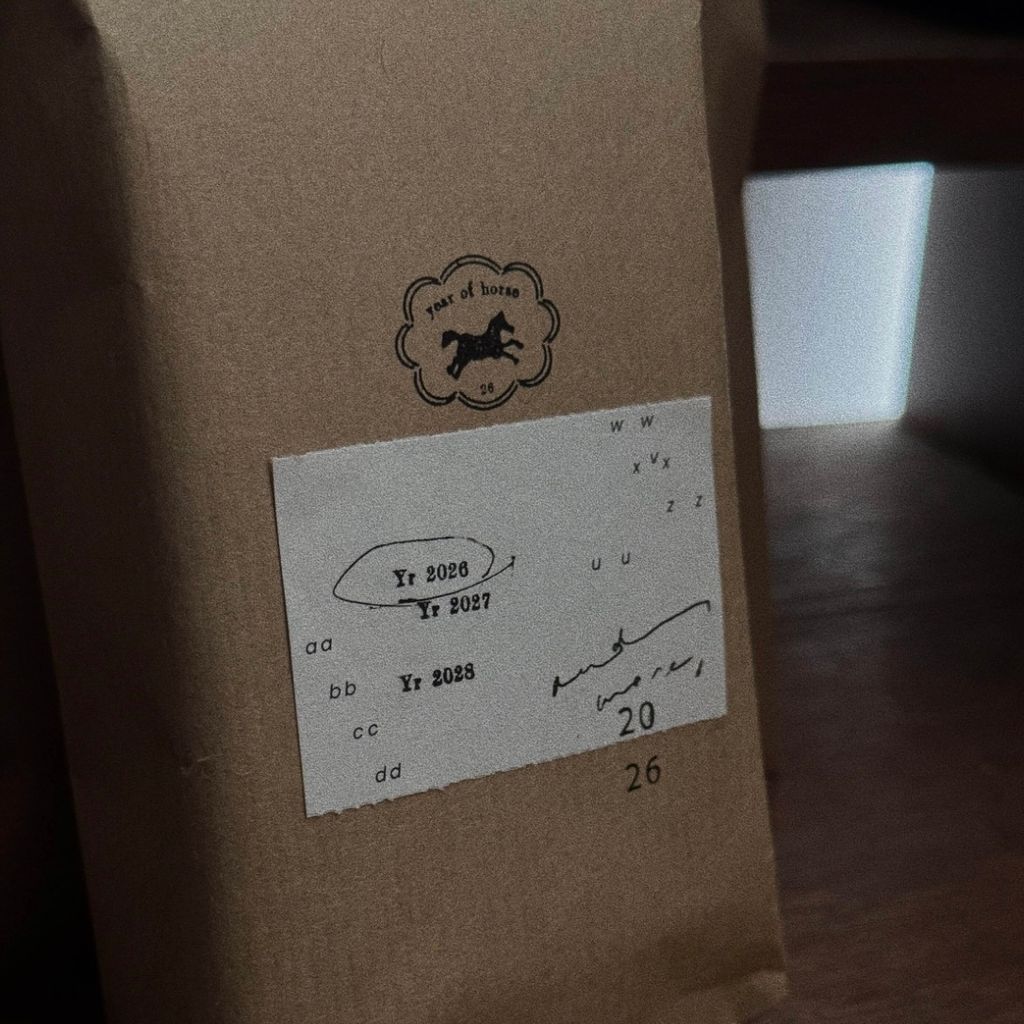 year of horse
26
w w
x v x
z z
Yr 2026
u u
Yr 2027
aa
bb
Yr 2028
cc
20
dd
26